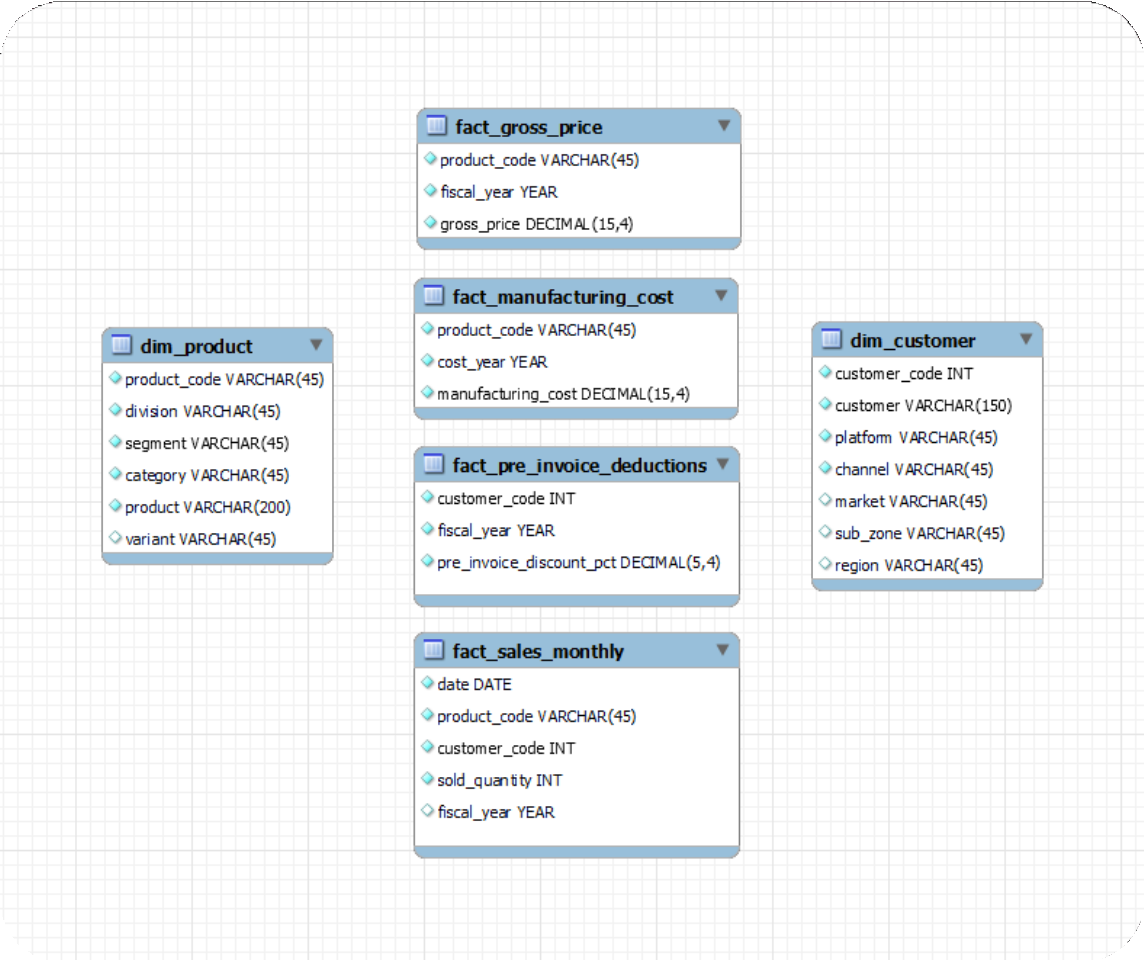 fact_gross_price
product_code VARCHAR(45)
fiscal_year YEAR
gross_price DECIMAL(15,4)
fact_manufacturing_cost
product_code VARCHAR(45)
cost_year YEAR
manufacturing_cost DECIMAL(15,4)
dim_product
product_code VARCHAR(45)
division VARCHAR(45)
segment VARCHAR(45)
category VARCHAR(45)
product VARCHAR(200)
variant VARCHAR(45)
dim_customer
customer_code INT
customer VARCHAR(150)
platform VARCHAR(45)
channel VARCHAR(45)
market VARCHAR(45)
sub_zone VARCHAR(45)
region VARCHAR(45)
fact_pre_invoice_deductions
customer_code INT
fiscal_year YEAR
pre_invoice_discount_pct DECIMAL(5,4)
fact_sales_monthly
date DATE
product_code VARCHAR(45)
customer_code INT
sold_quantity INT
fiscal_year YEAR